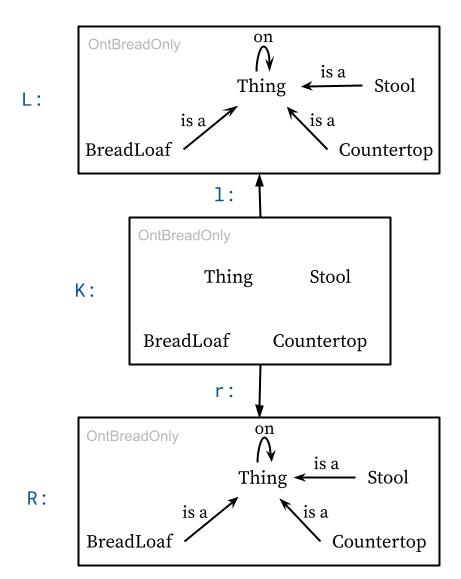 OntBreadOnly
on
L:
Thing
is a
Stool
is a
is a
BreadLoaf
Countertop
l:
OntBreadOnly
K:
Thing Stool
BreadLoaf Countertop
r:
OntBreadOnly
on
R:
Thing
is a
Stool
is a
is a
BreadLoaf
Countertop